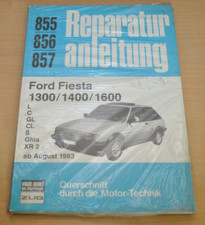 855
856
857
Reparatur
anleitung
Ford Fiesta
1300/1400/1600
L
C
GL
CL
S
Ghia
XR 2
ab August 1983
Querschnitt
durch die Motor-Technik
ZUG